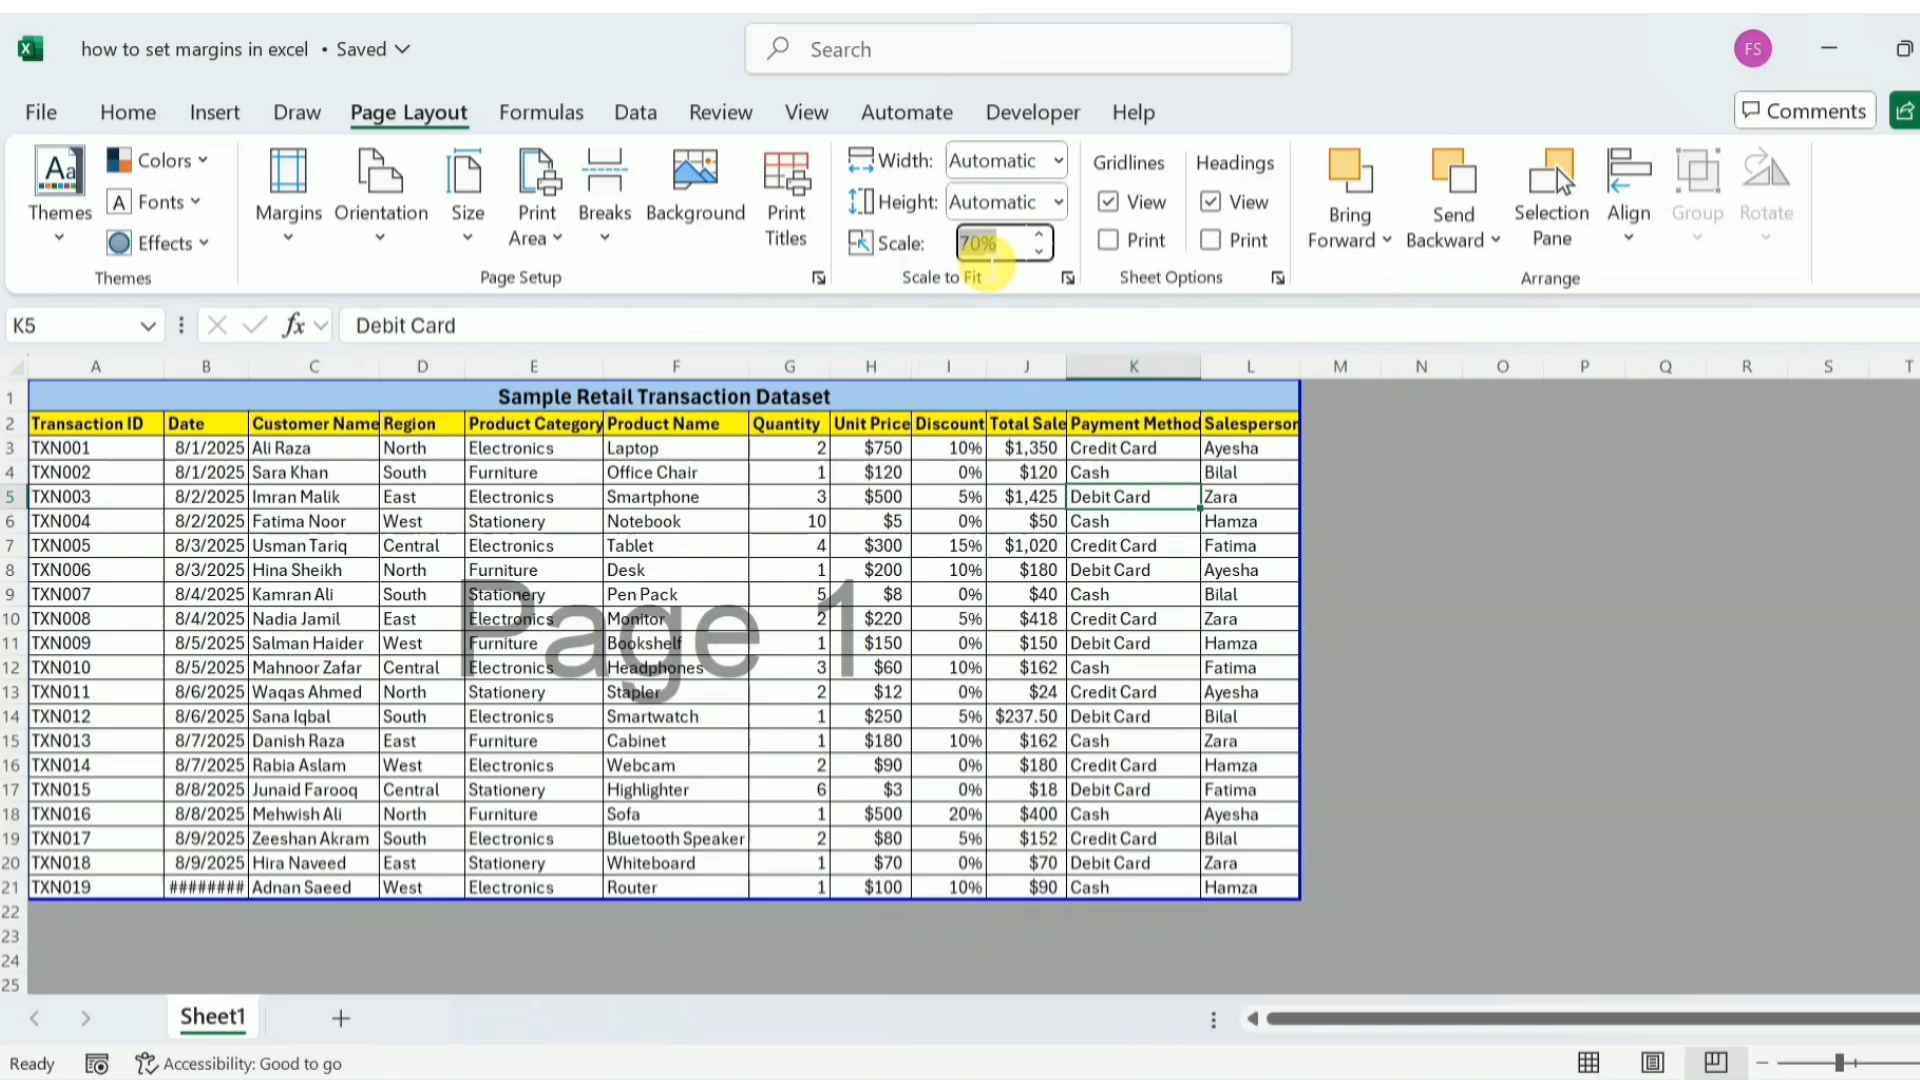 how to set margins in excel • Saved
Search
FS
File Home Insert Draw Page Layout Formulas Data Review View Automate Developer Help
Comments
Aa Themes
Colors
A Fonts
Effects
Themes
Margins Orientation Size Print Area Breaks Background Print Titles
Page Setup
Width: Automatic
Height: Automatic
Scale: 70%
Scale to Fit
Gridlines Headings
View View
Print Print
Sheet Options
Bring Forward Send Backward Selection Pane Align Group Rotate
Arrange
K5 fx Debit Card
A B C D E F G H I J K L M N O P Q R S T
1 Sample Retail Transaction Dataset
2 Transaction ID Date Customer Name Region Product Category Product Name Quantity Unit Price Discount Total Sale Payment Method Salesperson
3 TXN001 8/1/2025 Ali Raza North Electronics Laptop 2 $750 10% $1,350 Credit Card Ayesha
4 TXN002 8/1/2025 Sara Khan South Furniture Office Chair 1 $120 0% $120 Cash Bilal
5 TXN003 8/2/2025 Imran Malik East Electronics Smartphone 3 $500 5% $1,425 Debit Card Zara
6 TXN004 8/2/2025 Fatima Noor West Stationery Notebook 10 $5 0% $50 Cash Hamza
7 TXN005 8/3/2025 Usman Tariq Central Electronics Tablet 4 $300 15% $1,020 Credit Card Fatima
8 TXN006 8/3/2025 Hina Sheikh North Furniture Desk 1 $200 10% $180 Debit Card Ayesha
9 TXN007 8/4/2025 Kamran Ali South Stationery Pen Pack 5 $8 0% $40 Cash Bilal
10 TXN008 8/4/2025 Nadia Jamil East Electronics Monitor 2 $220 5% $418 Credit Card Zara
Page 1
11 TXN009 8/5/2025 Salman Haider West Furniture Bookshelf 1 $150 0% $150 Debit Card Hamza
12 TXN010 8/5/2025 Mahnoor Zafar Central Electronics Headphones 3 $60 10% $162 Cash Fatima
13 TXN011 8/6/2025 Waqas Ahmed North Stationery Stapler 2 $12 0% $24 Credit Card Ayesha
14 TXN012 8/6/2025 Sana Iqbal South Electronics Smartwatch 1 $250 5% $237.50 Debit Card Bilal
15 TXN013 8/7/2025 Danish Raza East Furniture Cabinet 1 $180 10% $162 Cash Zara
16 TXN014 8/7/2025 Rabia Aslam West Electronics Webcam 2 $90 0% $180 Credit Card Hamza
17 TXN015 8/8/2025 Junaid Farooq Central Stationery Highlighter 6 $3 0% $18 Debit Card Fatima
18 TXN016 8/8/2025 Mehwish Ali North Furniture Sofa 1 $500 20% $400 Cash Ayesha
19 TXN017 8/9/2025 Zeeshan Akram South Electronics Bluetooth Speaker 2 $80 5% $152 Credit Card Bilal
20 TXN018 8/9/2025 Hira Naveed East Stationery Whiteboard 1 $70 0% $70 Debit Card Zara
21 TXN019 ######## Adnan Saeed West Electronics Router 1 $100 10% $90 Cash Hamza
22
23
24
25
Sheet1
Ready Accessibility: Good to go